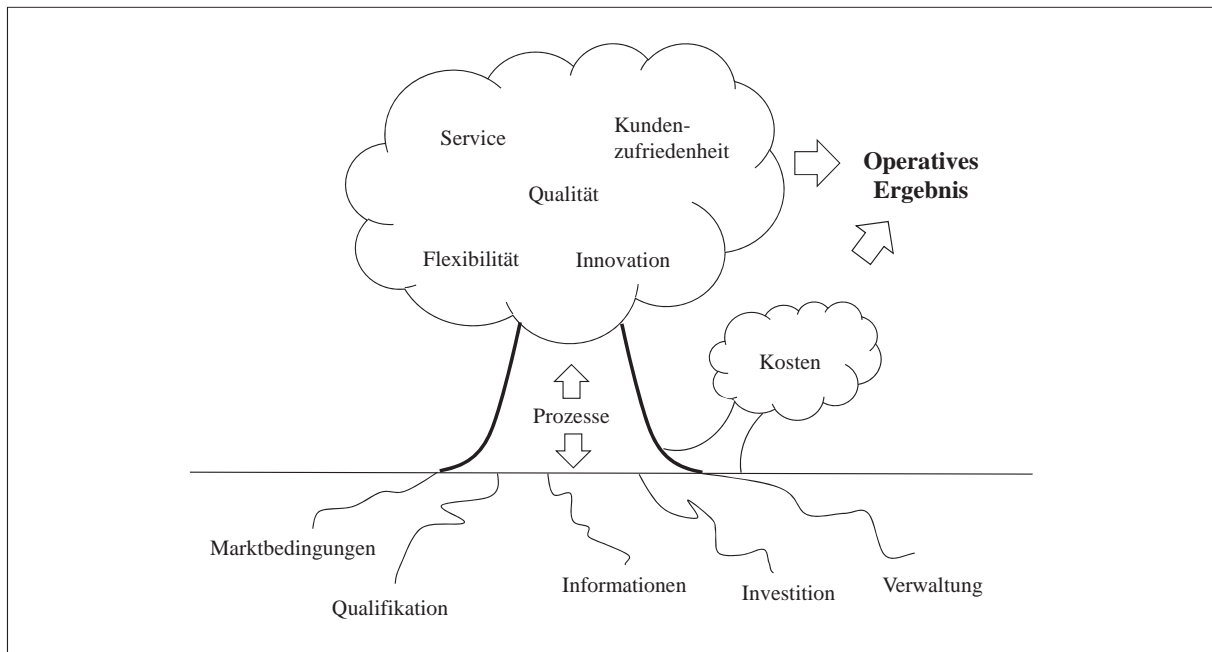 Service
Kunden-
zufriedenheit
Operatives
Ergebnis
Qualität
Flexibilität
Innovation
Kosten
Prozesse
Marktbedingungen
Qualifikation
Informationen
Investition
Verwaltung